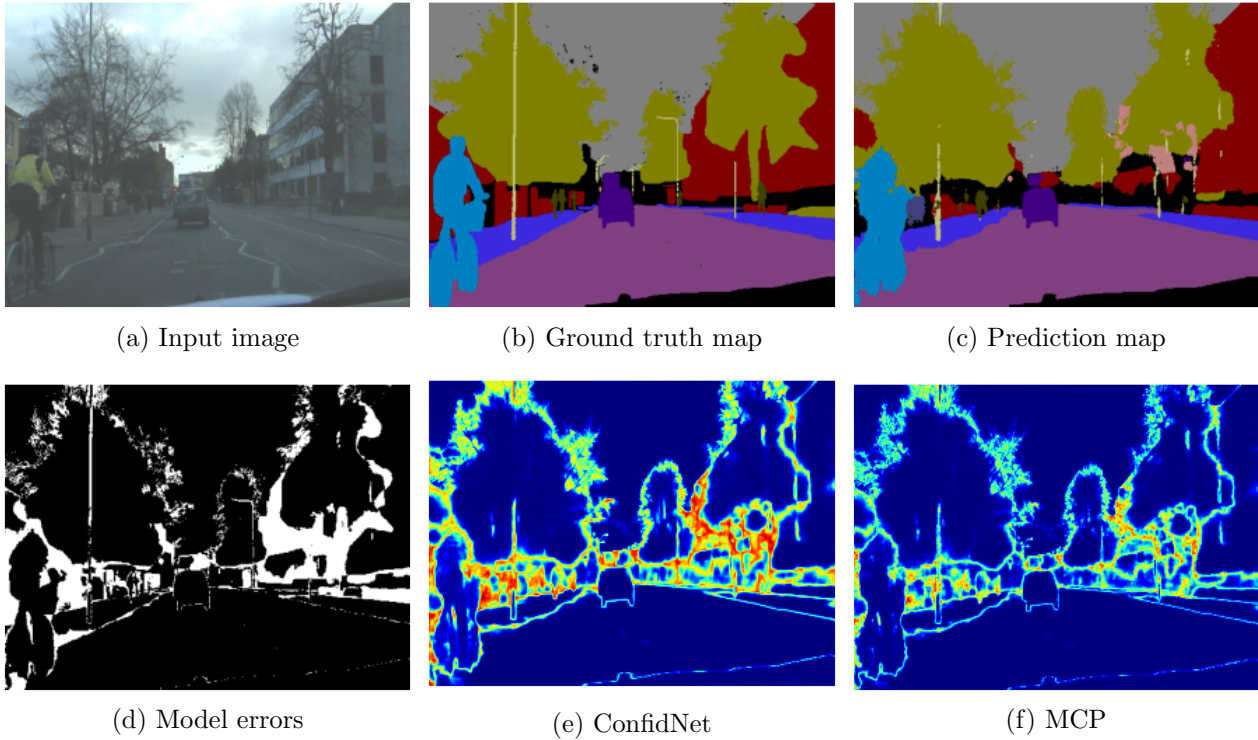 (a) Input image
(b) Ground truth map
(c) Prediction map
(d) Model errors
(e) ConfidNet
(f) MCP